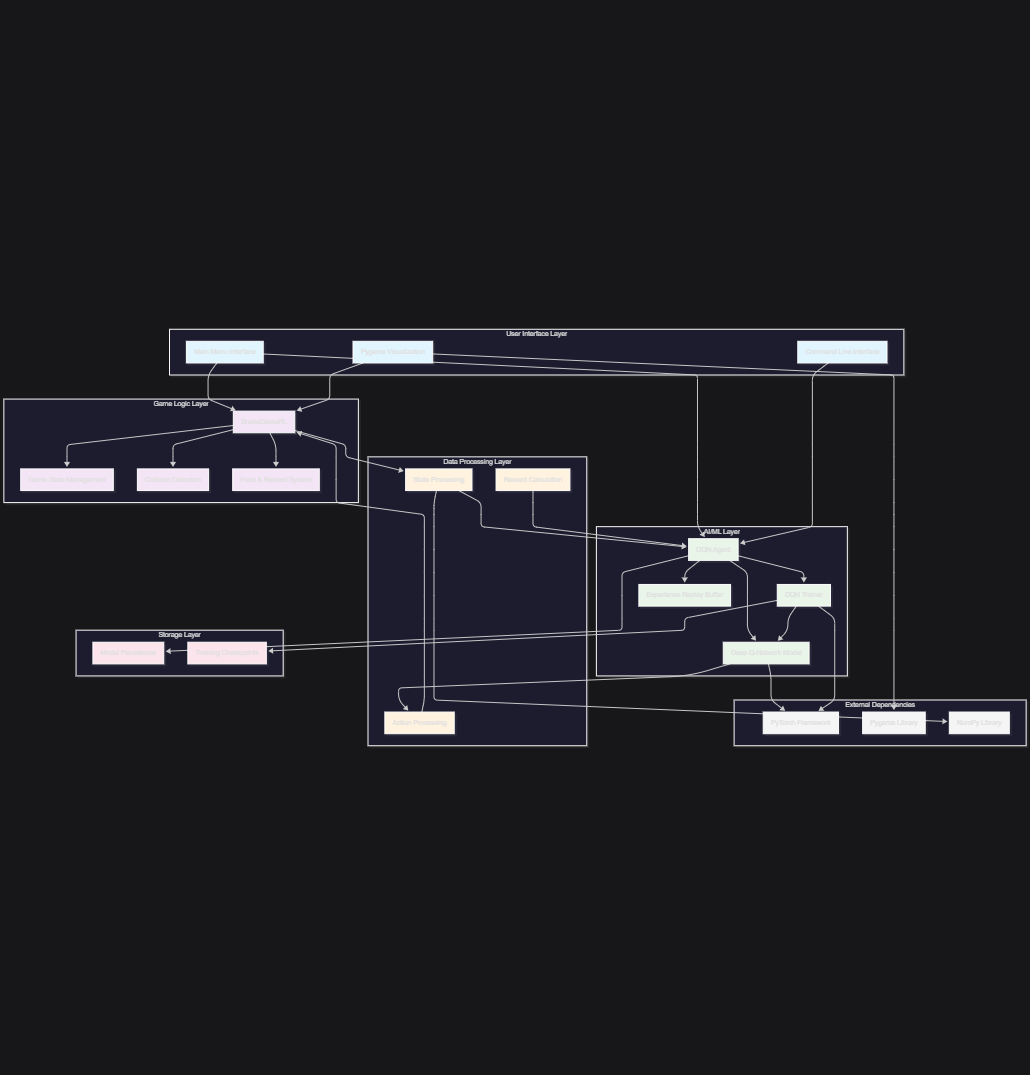 User Interface Layer
Main Menu Interface
Pygame Visualization
Command Line Interface
Game Logic Layer
Game State Management
Collision Detection
Food & Reward System
Data Processing Layer
State Processing
Reward Calculation
AI/ML Layer
DQN Agent
Experience Replay Buffer
DQN Trainer
Deep Q-Network Model
Storage Layer
Model Persistence
Training Checkpoints
Action Processing
External Dependencies
PyTorch Framework
Pygame Library
NumPy Library